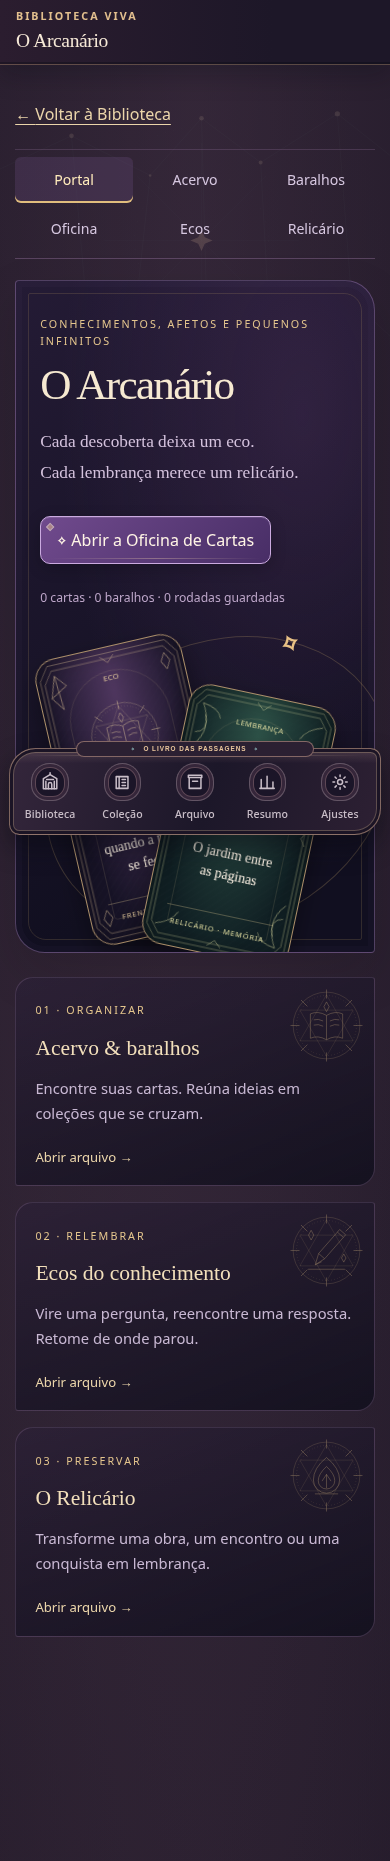 BIBLIOTECA VIVA
O Arcanário
← Voltar à Biblioteca
Portal
Acervo
Baralhos
Oficina
Ecos
Relicário
CONHECIMENTOS, AFETOS E PEQUENOS
INFINITOS
O Arcanário
Cada descoberta deixa um eco.
Cada lembrança merece um relicário.
✧ Abrir a Oficina de Cartas
0 cartas · 0 baralhos · 0 rodadas guardadas
ECO
LEMBRANÇA
O LIVRO DAS PASSAGENS
Biblioteca
Coleção
Arquivo
Resumo
Ajustes
quando a
se
O jardim entre
as páginas
RELICÁRIO · MEMÓRIA
01 · ORGANIZAR
Acervo & baralhos
Encontre suas cartas. Reúna ideias em
coleções que se cruzam.
Abrir arquivo →
02 · RELEMBRAR
Ecos do conhecimento
Vire uma pergunta, reencontre uma resposta.
Retome de onde parou.
Abrir arquivo →
03 · PRESERVAR
O Relicário
Transforme uma obra, um encontro ou uma
conquista em lembrança.
Abrir arquivo →